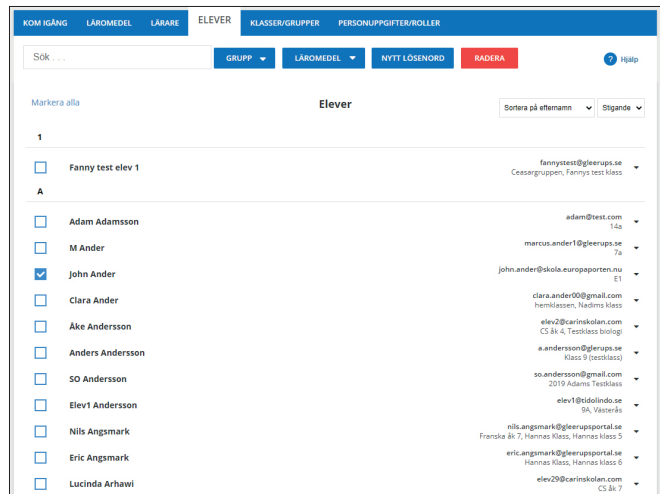 KOM IGÅNG LÄROMEDEL LÄRARE ELEVER KLASSER/GRUPPER PERSONUPPGIFTER/ROLLER
Sök . . . GRUPP LÄROMEDEL NYTT LÖSENORD RADERA ? Hjälp
Markera alla Elever Sortera på efternamn Stigande
1
Fanny test elev 1 fannystest@gleerups.se
Ceasargruppen, Fannys test klass
A
Adam Adamsson adam@test.com
14a
M Ander marcus.ander1@gleerups.se
7a
John Ander john.ander@skola.europaporten.nu
E1
Clara Ander clara.ander00@gmail.com
hemklassen, Nadims klass
Åke Andersson elev2@carinskolan.com
CS åk 4, Testklass biologi
Anders Andersson a.andersson@glerups.se
Klass 9 (testklass)
SO Andersson so.andersson@gmail.com
2019 Adams Testklass
Elev1 Andersson elev1@tidolindo.se
9A, Västerås
Nils Angsmark nils.angsmark@gleerupsportal.se
Franska åk 7, Hannas Klass, Hannas klass 5
Eric Angsmark eric.angsmark@gleerupsportal.se
Hannas Klass, Hannas klass 6
Lucinda Arhawi elev29@carinskolan.com
CS åk 7